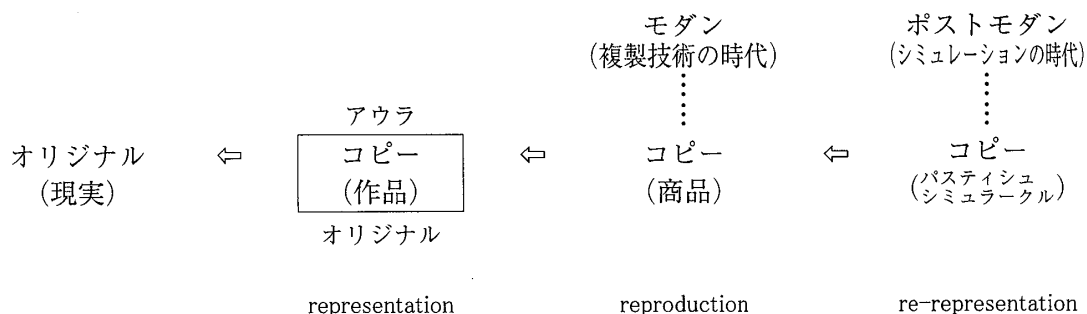 モダン
(複製技術の時代)
ポストモダン
(シミュレーションの時代)
アウラ
オリジナル
(現実)
⇦
コピー
(作品)
⇦
コピー
(商品)
⇦
コピー
(パスティシュ
シミュラークル)
オリジナル
representation
reproduction
re-representation